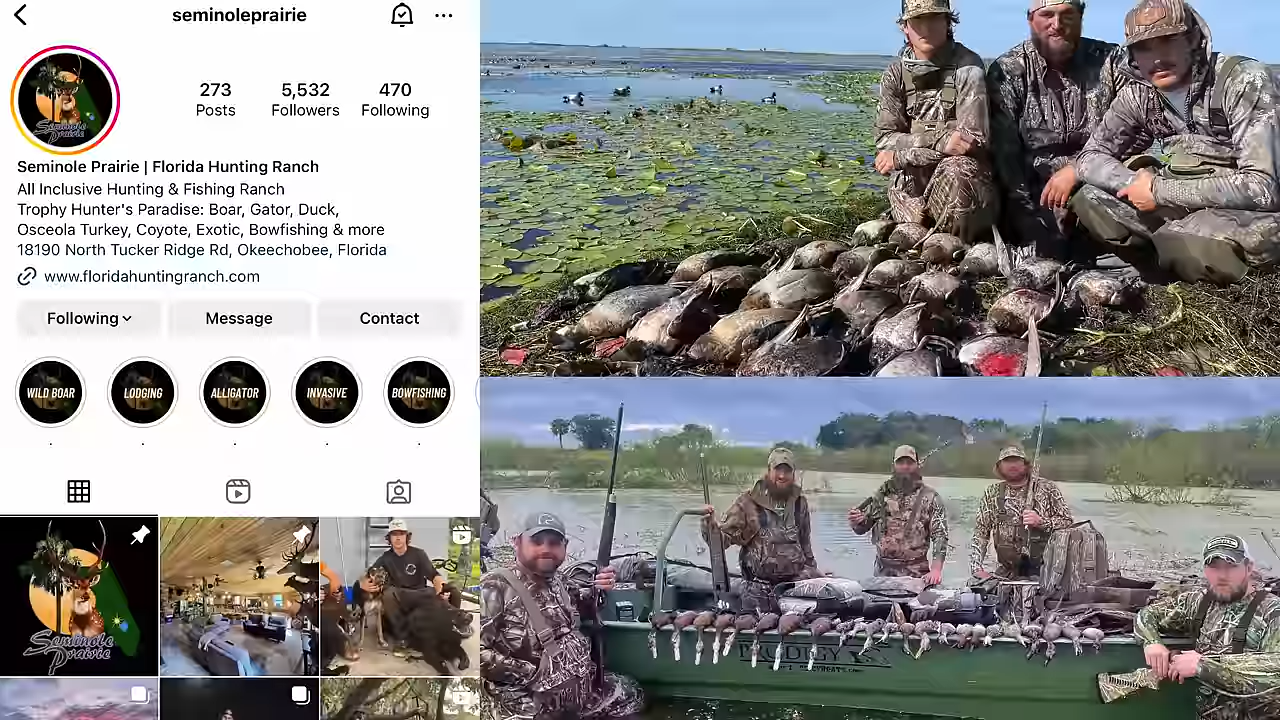 seminoleprairie
273
5,532
470
Posts
Followers
Following
Seminole Prairie | Florida Hunting Ranch
All Inclusive Hunting & Fishing Ranch
Trophy Hunter's Paradise: Boar, Gator, Duck,
Osceola Turkey, Coyote, Exotic, Bowfishing & more
18190 North Tucker Ridge Rd, Okeechobee, Florida
www.floridahuntingranch.com
Following
Message
Contact
WILD BOAR
LODGING
ALLIGATOR
INVASIVE
BOWFISHING
Seminole
Prairie
PRODIGY